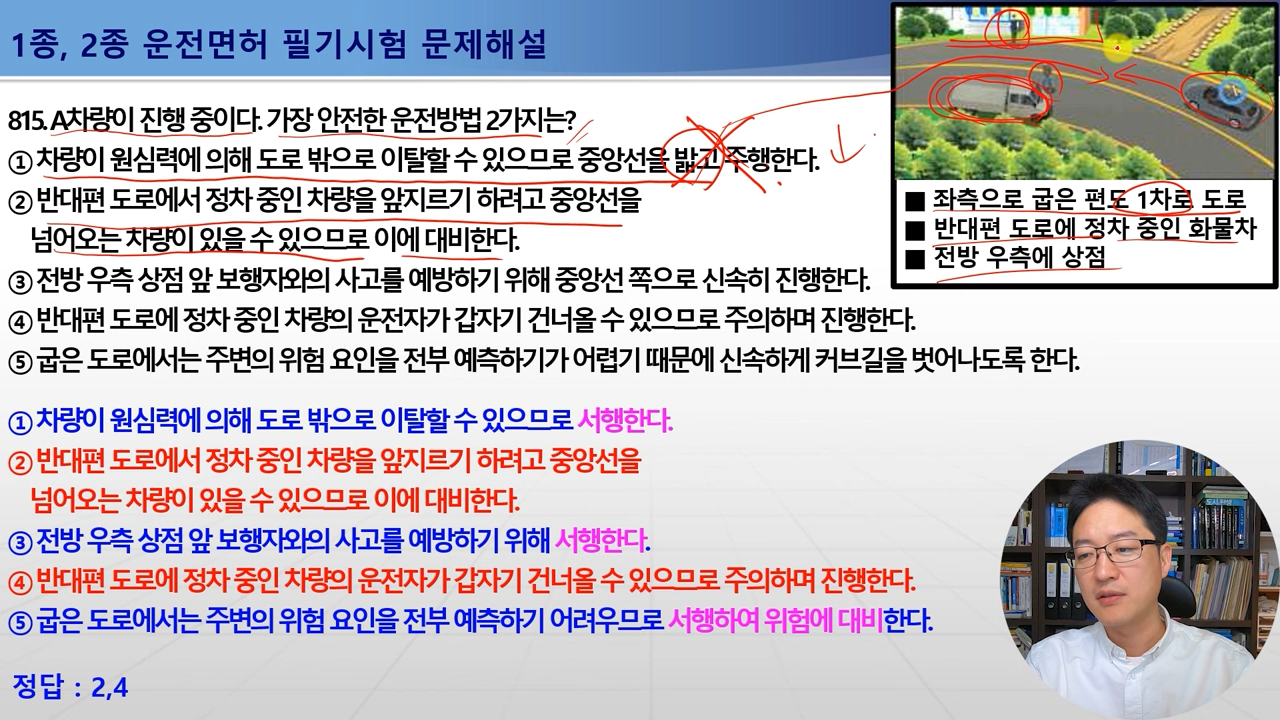 1종, 2종 운전면허 필기시험 문제해설
815. A차량이 진행 중이다. 가장 안전한 운전방법 2가지는?
① 차량이 원심력에 의해 도로 밖으로 이탈할 수 있으므로 중앙선을 밟고 주행한다.
② 반대편 도로에서 정차 중인 차량을 앞지르기 하려고 중앙선을
넘어오는 차량이 있을 수 있으므로 이에 대비한다.
③ 전방 우측 상점 앞 보행자와의 사고를 예방하기 위해 중앙선 쪽으로 신속히 진행한다.
④ 반대편 도로에 정차 중인 차량의 운전자가 갑자기 건너올 수 있으므로 주의하며 진행한다.
⑤ 굽은 도로에서는 주변의 위험 요인을 전부 예측하기가 어렵기 때문에 신속하게 커브길을 벗어나도록 한다.
■ 좌측으로 굽은 편도 1차로 도로
■ 반대편 도로에 정차 중인 화물차
■ 전방 우측에 상점
① 차량이 원심력에 의해 도로 밖으로 이탈할 수 있으므로 서행한다.
② 반대편 도로에서 정차 중인 차량을 앞지르기 하려고 중앙선을
넘어오는 차량이 있을 수 있으므로 이에 대비한다.
③ 전방 우측 상점 앞 보행자와의 사고를 예방하기 위해 서행한다.
④ 반대편 도로에 정차 중인 차량의 운전자가 갑자기 건너올 수 있으므로 주의하며 진행한다.
⑤ 굽은 도로에서는 주변의 위험 요인을 전부 예측하기 어려우므로 서행하여 위험에 대비한다.
정답 : 2,4